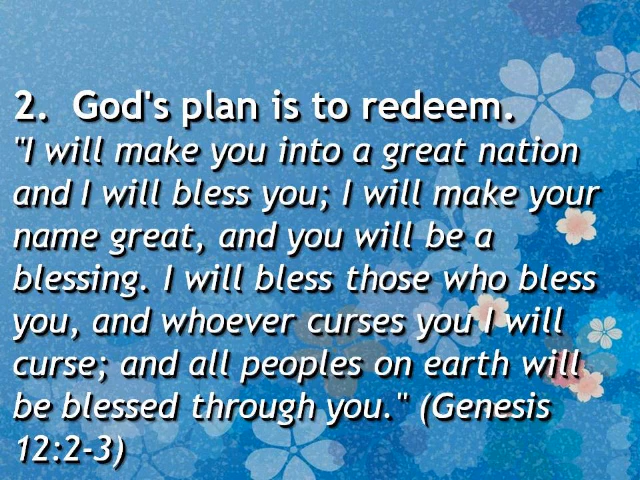 2.  God's plan is to redeem.
"I will make you into a great nation
and I will bless you; I will make your
name great, and you will be a
blessing. I will bless those who bless
you, and whoever curses you I will
curse; and all peoples on earth will
be blessed through you." (Genesis
12:2-3)